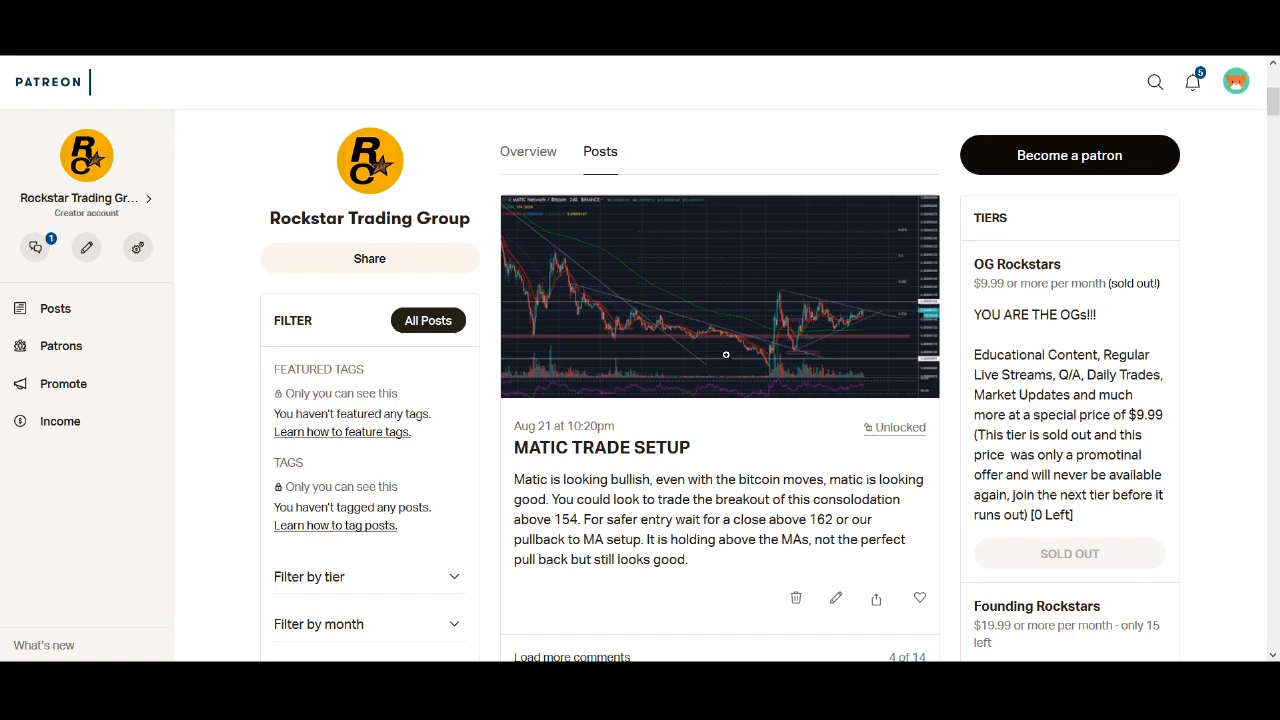 PATREON
5
Rockstar Trading Gr...
Creator account
1
Posts
Patrons
Promote
Income
What's new
RC
Rockstar Trading Group
Share
FILTER
All Posts
FEATURED TAGS
Only you can see this
You haven't featured any tags.
Learn how to feature tags.
TAGS
Only you can see this
You haven't tagged any posts.
Learn how to tag posts.
Filter by tier
Filter by month
Overview
Posts
Aug 21 at 10:20pm
Unlocked
MATIC TRADE SETUP
Matic is looking bullish, even with the bitcoin moves, matic is looking
good. You could look to trade the breakout of this consolodation
above 154. For safer entry wait for a close above 162 or our
pullback to MA setup. It is holding above the MAs, not the perfect
pull back but still looks good.
Load more comments
4 of 14
Become a patron
TIERS
OG Rockstars
$9.99 or more per month (sold out!)
YOU ARE THE OGs!!!
Educational Content, Regular
Live Streams, Q/A, Daily Trades,
Market Updates and much
more at a special price of $9.99
(This tier is sold out and this
price was only a promotinal
offer and will never be available
again, join the next tier before it
runs out) [0 Left]
SOLD OUT
Founding Rockstars
$19.99 or more per month · only 15
left